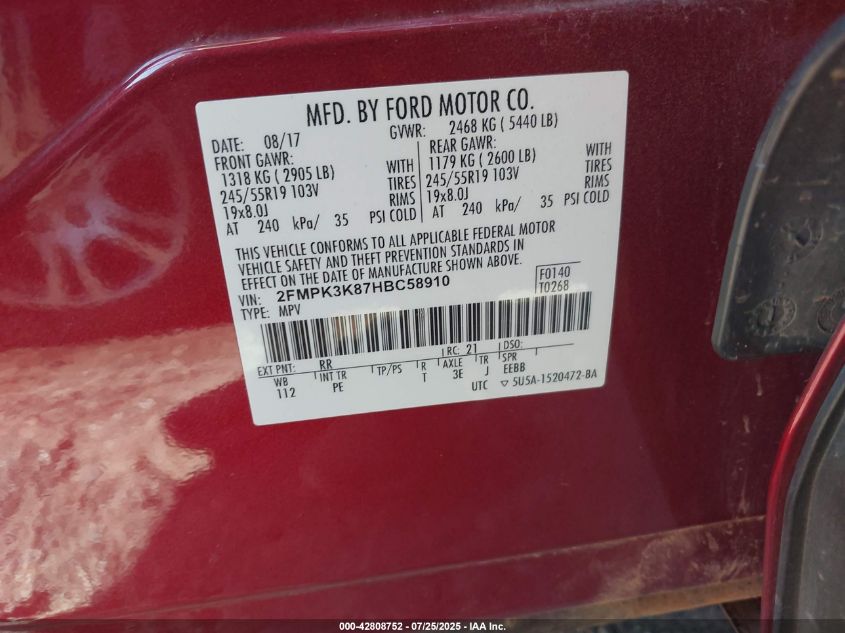 MFD. BY FORD MOTOR CO.
DATE: 08/17 GVWR: 2468 KG ( 5440 LB)
FRONT GAWR: REAR GAWR:
1318 KG ( 2905 LB) WITH 1179 KG ( 2600 LB) WITH
245/55R19 103V TIRES 245/55R19 103V TIRES
19x8.0J RIMS 19x8.0J RIMS
AT 240 kPa/ 35 PSI COLD AT 240 kPa/ 35 PSI COLD
THIS VEHICLE CONFORMS TO ALL APPLICABLE FEDERAL MOTOR
VEHICLE SAFETY AND THEFT PREVENTION STANDARDS IN
EFFECT ON THE DATE OF MANUFACTURE SHOWN ABOVE.
VIN: 2FMPK3K87HBC58910 F0140
TYPE: MPV T0268
EXT PNT: RR RC: 21 DSO:
WB INT TR TP/PS R AXLE TR SPR
112 PE T 3E J EEBB
UTC ▽ 5U5A-1520472-BA
000-42808752 - 07/25/2025 - IAA Inc.